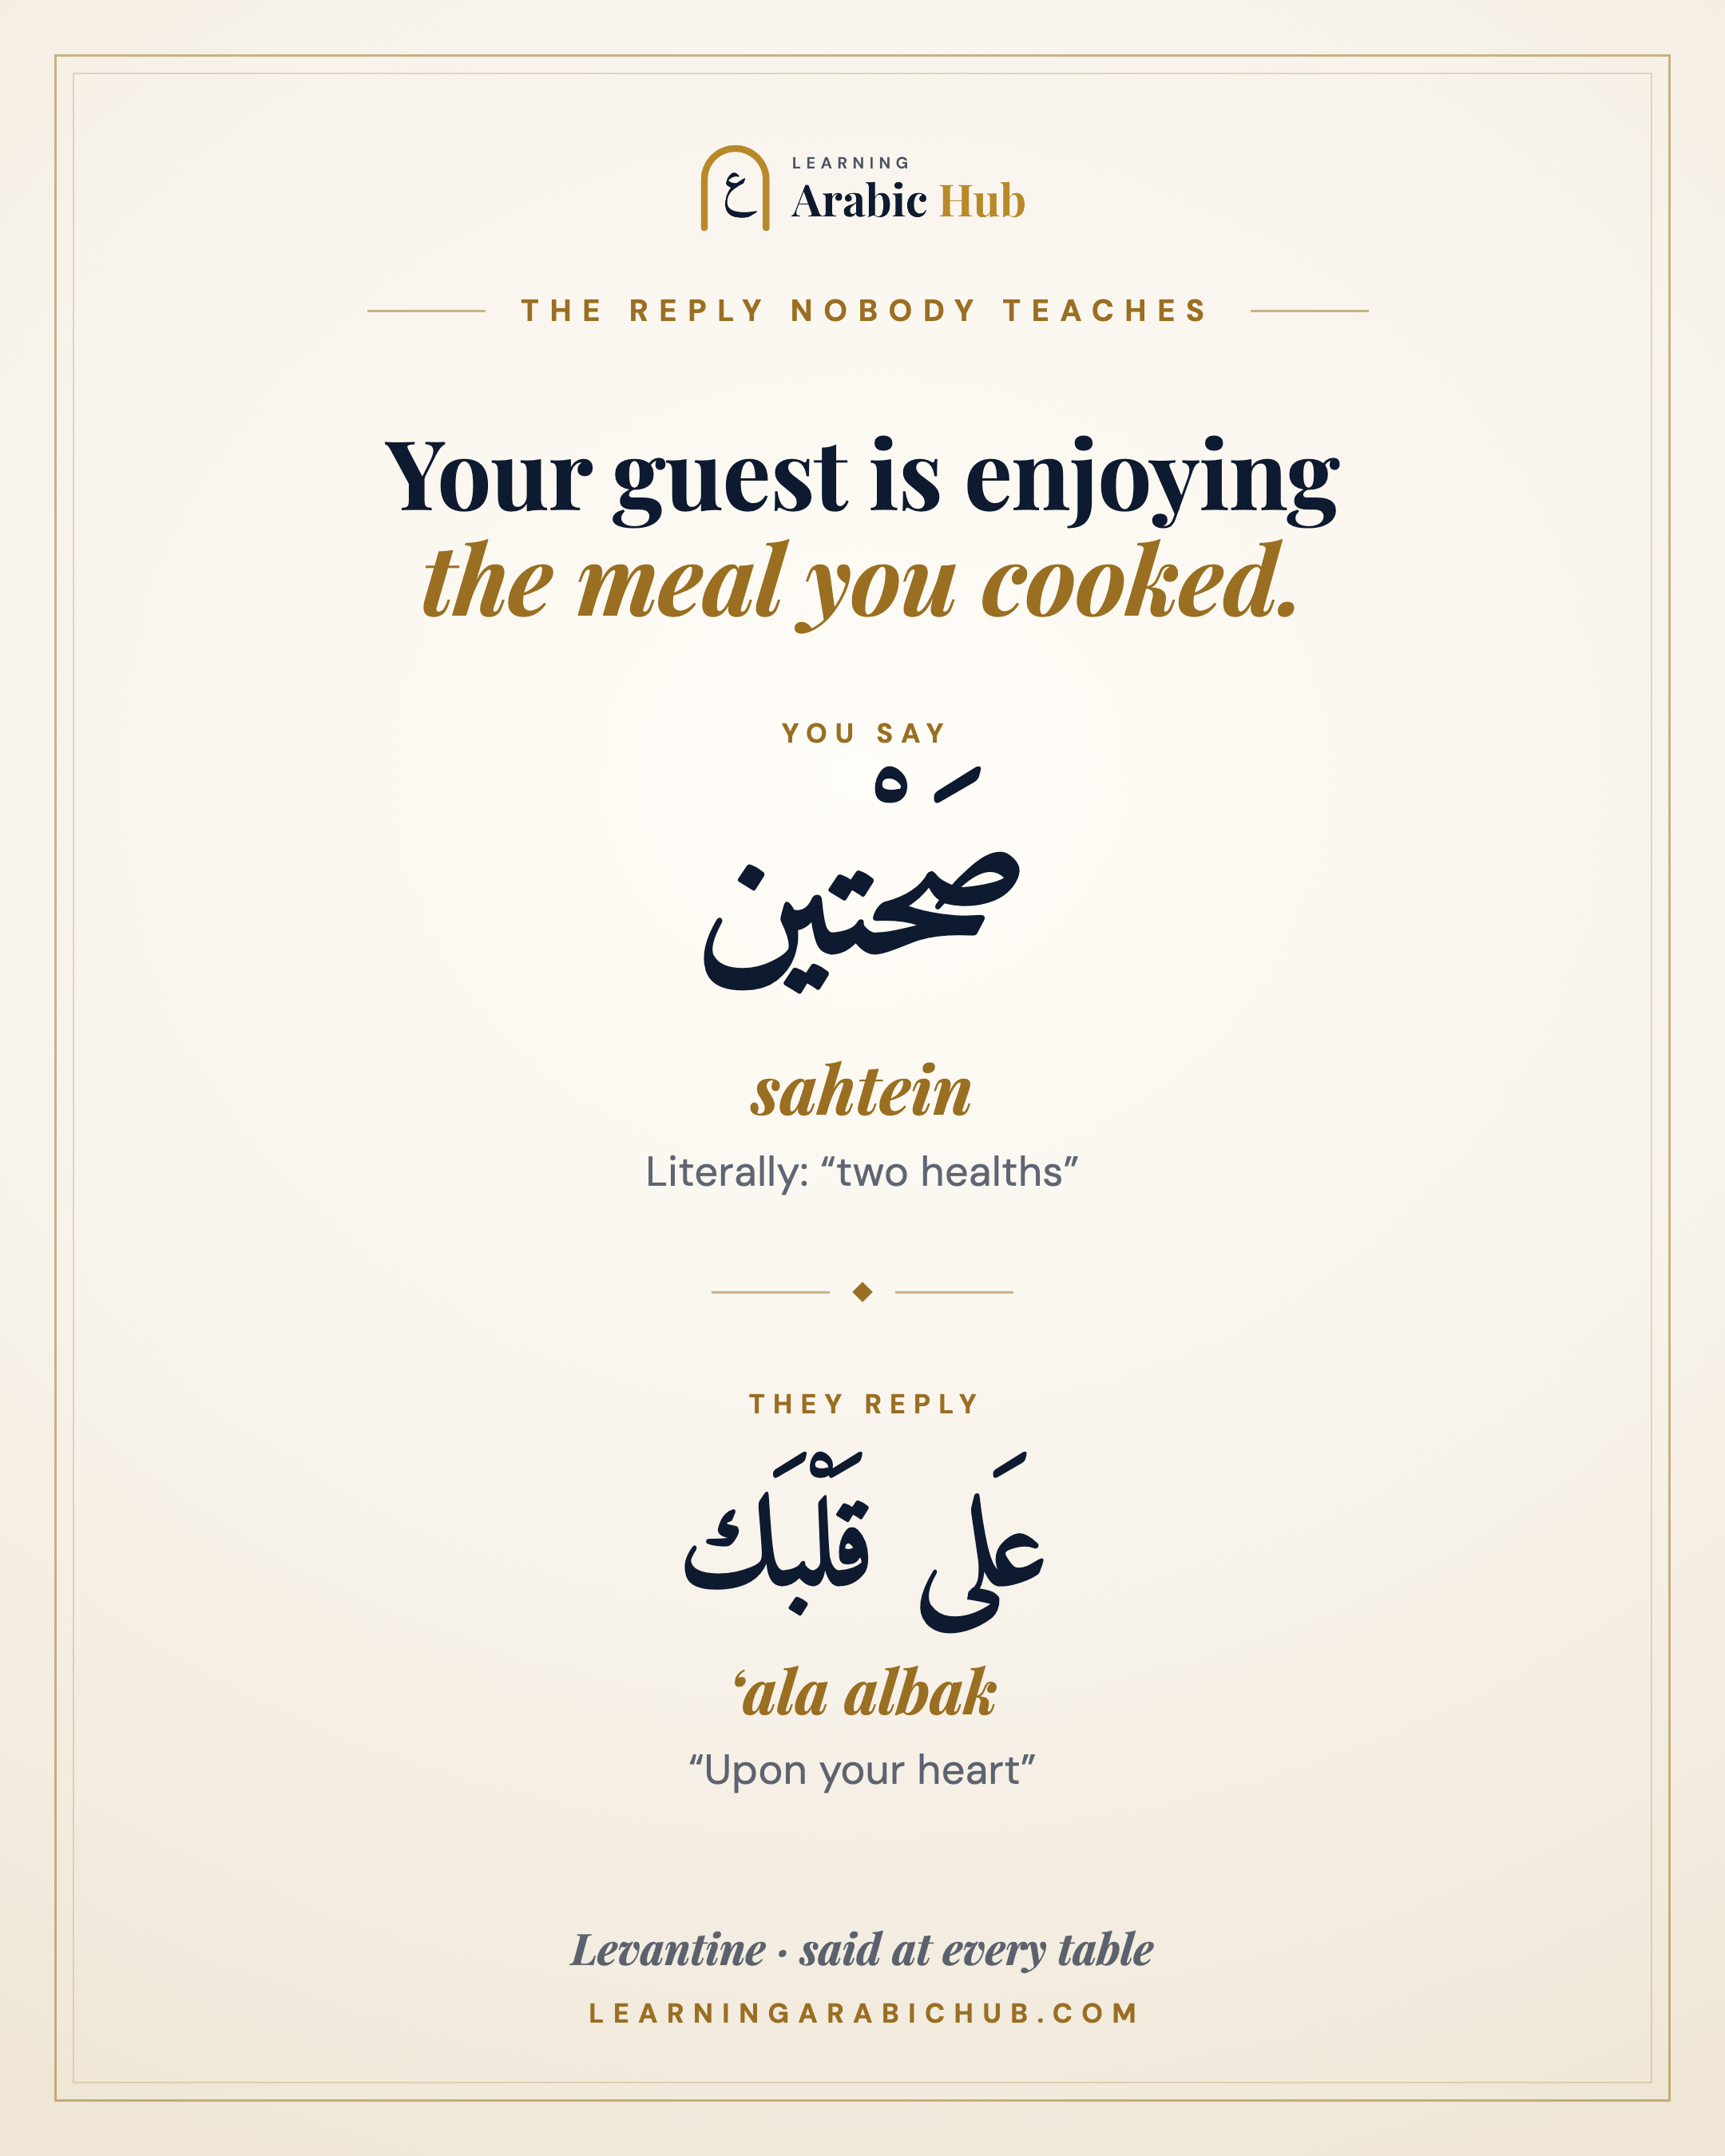 ع
LEARNING
Arabic Hub
THE REPLY NOBODY TEACHES
Your guest is enjoying
the meal you cooked.
YOU SAY
صَحْتين
sahtein
Literally: “two healths”
THEY REPLY
عَلى قَلْبَك
‘ala albak
“Upon your heart”
Levantine · said at every table
LEARNINGARABICHUB.COM